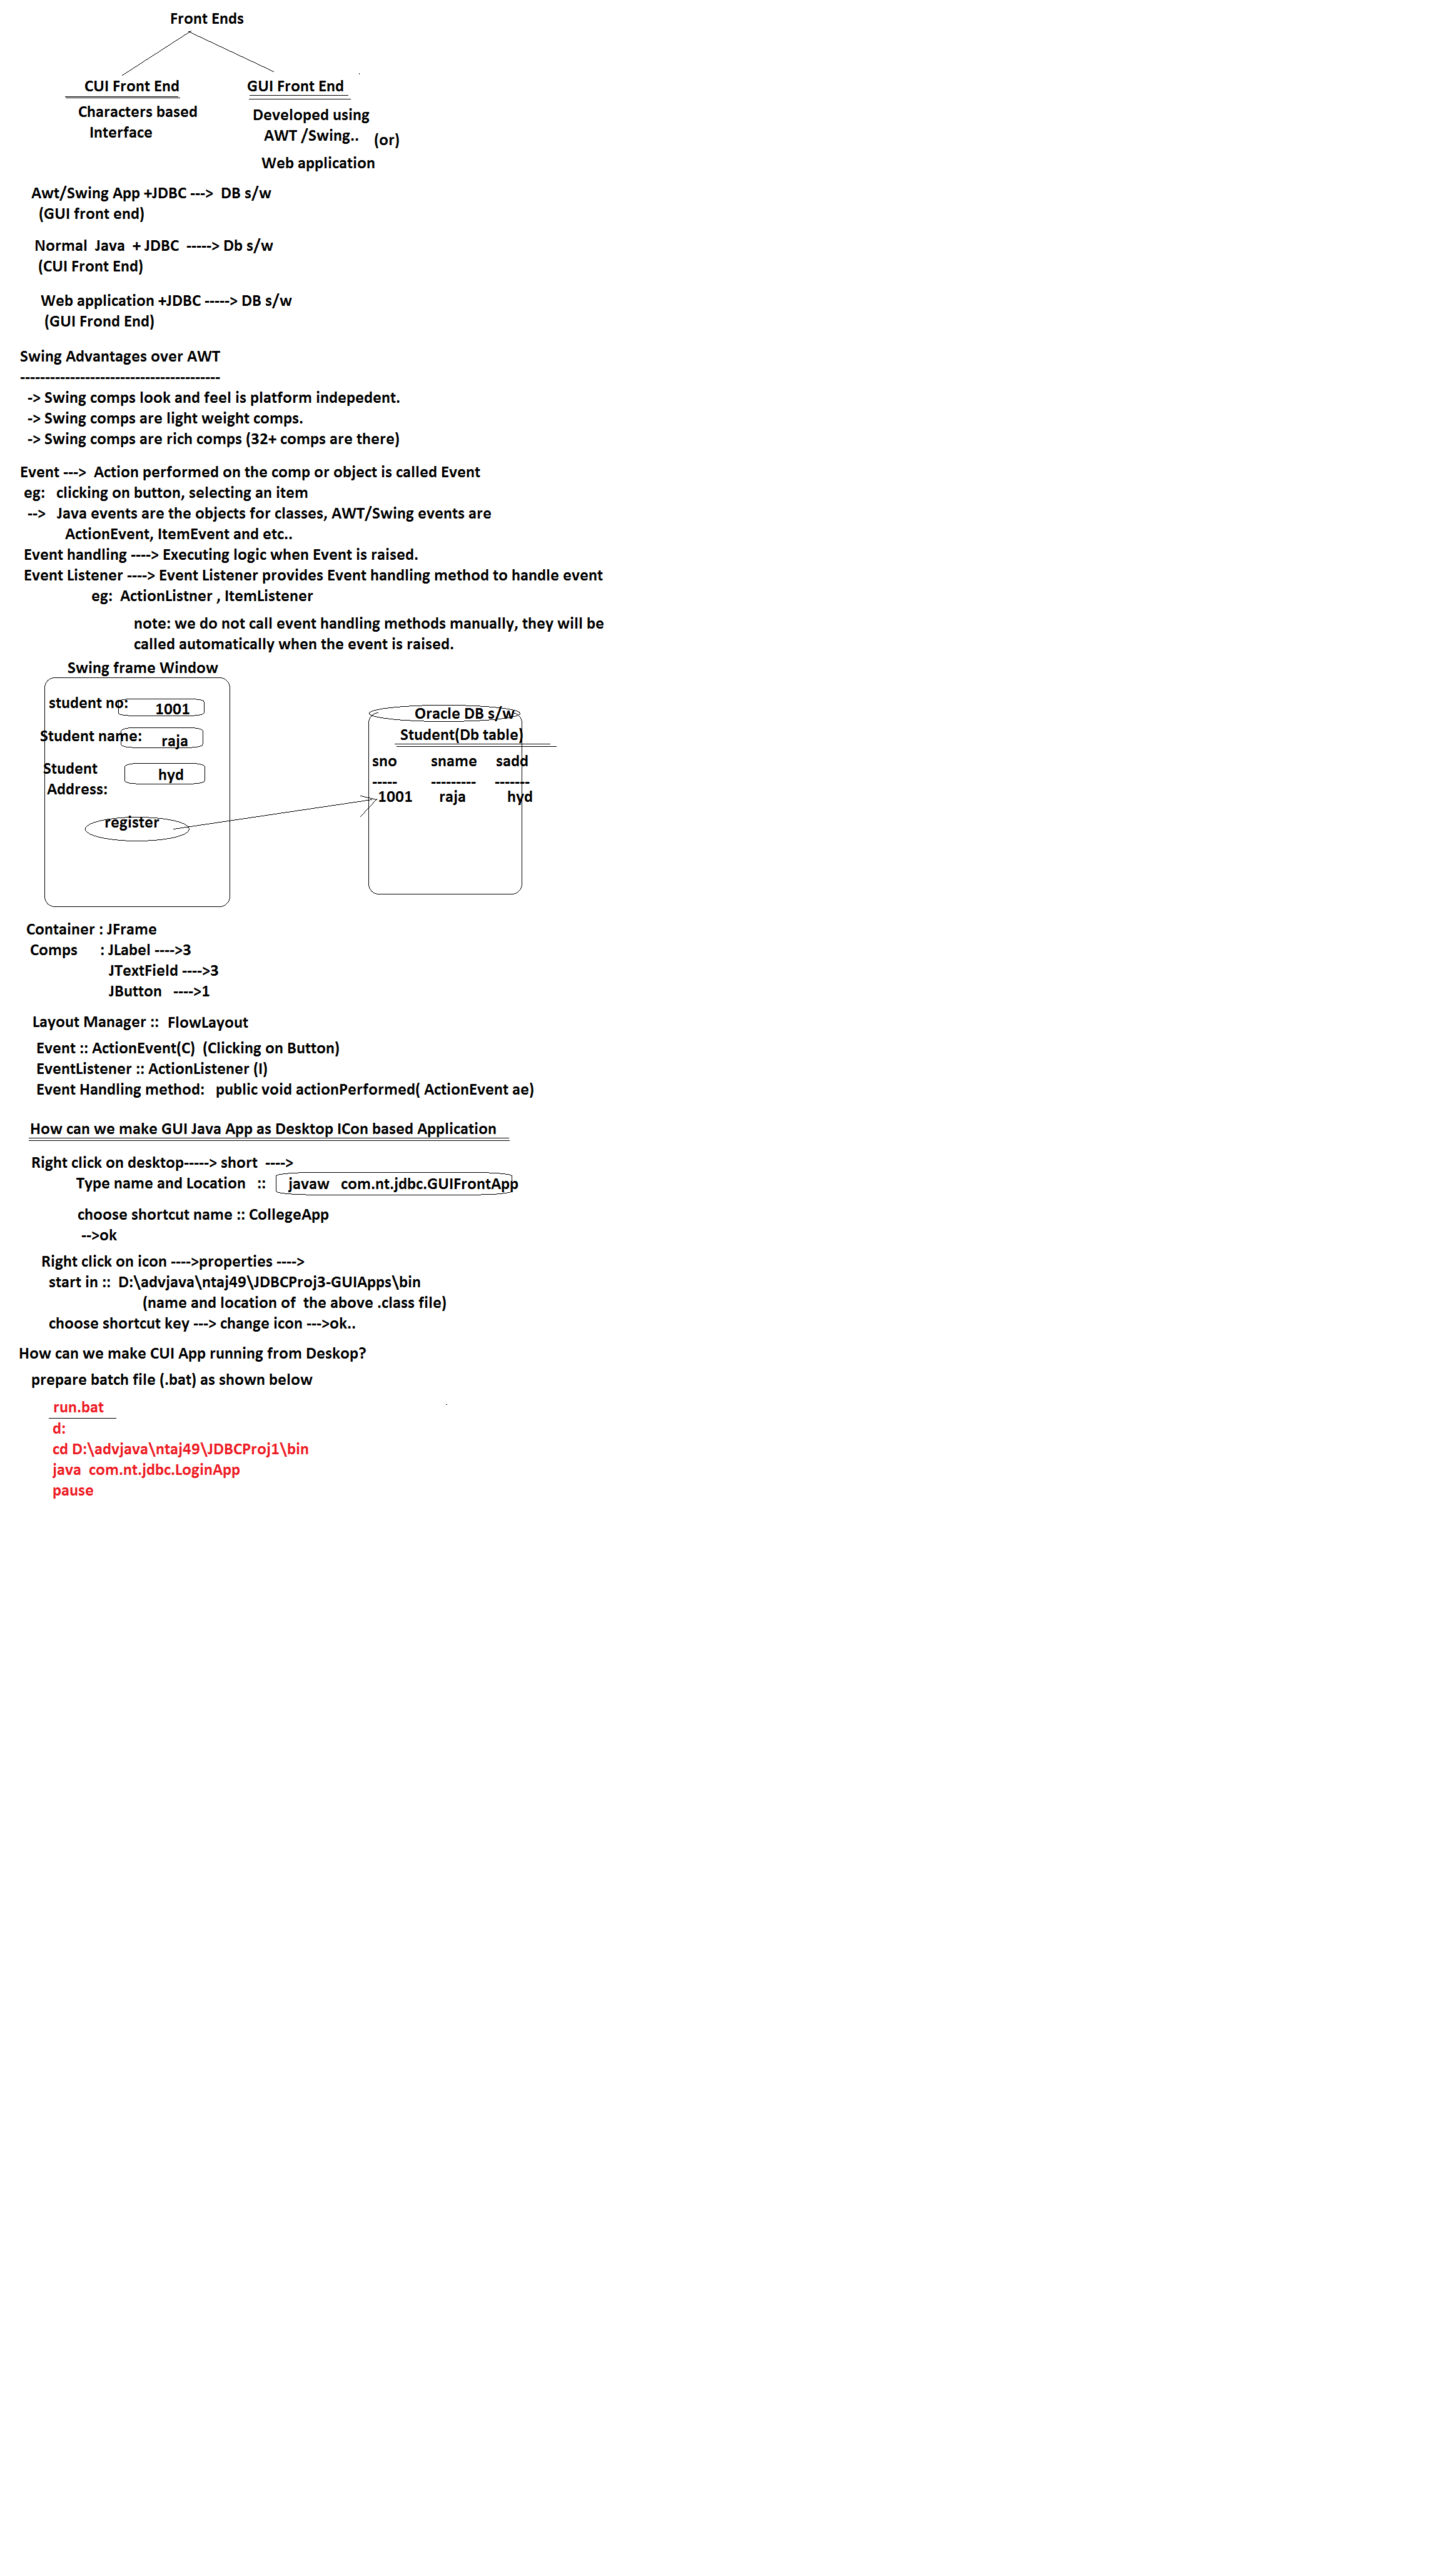 Front Ends
CUI Front End GUI Front End
Characters based Interface
Developed using AWT /Swing.. (or)
Web application
Awt/Swing App +JDBC ---> DB s/w
(GUI front end)
Normal Java + JDBC -----> Db s/w
(CUI Front End)
Web application +JDBC -----> DB s/w
(GUI Frond End)
Swing Advantages over AWT
----------------------------------------
-> Swing comps look and feel is platform indepedent.
-> Swing comps are light weight comps.
-> Swing comps are rich comps (32+ comps are there)
Event ---> Action performed on the comp or object is called Event
eg: clicking on button, selecting an item
--> Java events are the objects for classes, AWT/Swing events are
ActionEvent, ItemEvent and etc..
Event handling ----> Executing logic when Event is raised.
Event Listener ----> Event Listener provides Event handling method to handle event
eg: ActionListner , ItemListener
note: we do not call event handling methods manually, they will be
called automatically when the event is raised.
Swing frame Window
student no: 1001
Student name: raja
Student Address: hyd
register
Oracle DB s/w
Student(Db table)
sno sname sadd
----- --------- -------
1001 raja hyd
Container : JFrame
Comps : JLabel ---->3
JTextField ---->3
JButton ---->1
Layout Manager :: FlowLayout
Event :: ActionEvent(C) (Clicking on Button)
EventListener :: ActionListener (I)
Event Handling method: public void actionPerformed( ActionEvent ae)
How can we make GUI Java App as Desktop ICon based Application
Right click on desktop-----> short ---->
Type name and Location :: javaw com.nt.jdbc.GUIFrontApp
choose shortcut name :: CollegeApp
-->ok
Right click on icon ---->properties ---->
start in :: D:\advjava\ntaj49\JDBCProj3-GUIApps\bin
(name and location of the above .class file)
choose shortcut key ---> change icon --->ok..
How can we make CUI App running from Deskop?
prepare batch file (.bat) as shown below
run.bat
d:
cd D:\advjava\ntaj49\JDBCProj1\bin
java com.nt.jdbc.LoginApp
pause